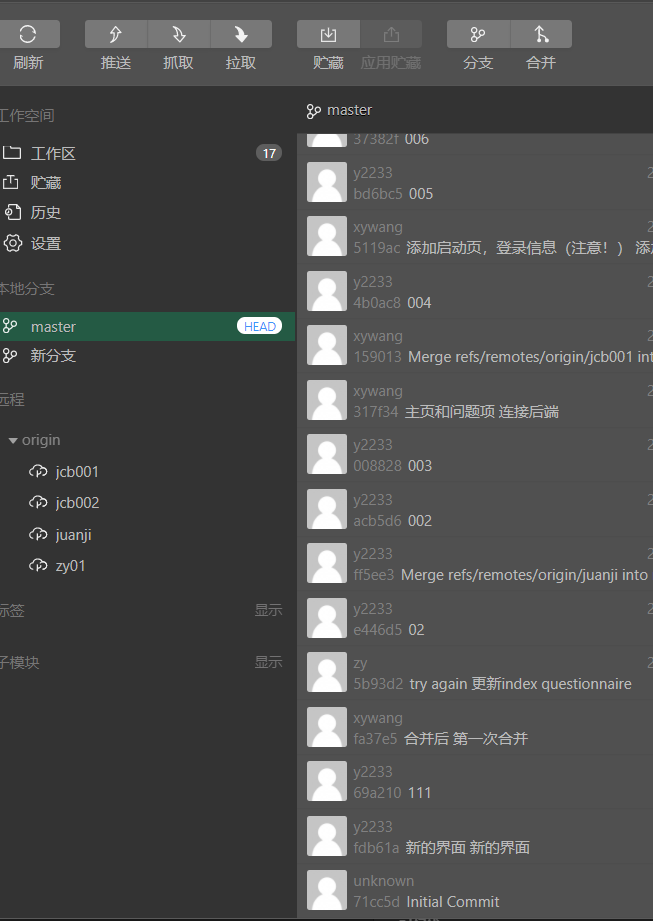 刷新 推送 抓取 拉取 贮藏 应用贮藏 分支 合并
工作空间
工作区 17
贮藏
历史
设置
本地分支
master HEAD
新分支
远程
origin
jcb001
jcb002
juanji
zy01
标签 显示
子模块 显示
master
37382f 006
y2233
bd6bc5 005
xywang
5119ac 添加启动页，登录信息（注意！） 添
y2233
4b0ac8 004
xywang
159013 Merge refs/remotes/origin/jcb001 int
xywang
317f34 主页和问题项 连接后端
y2233
008828 003
y2233
acb5d6 002
y2233
ff5ee3 Merge refs/remotes/origin/juanji into
y2233
e446d5 02
zy
5b93d2 try again 更新index questionnaire
xywang
fa37e5 合并后 第一次合并
y2233
69a210 111
y2233
fdb61a 新的界面 新的界面
unknown
71cc5d Initial Commit